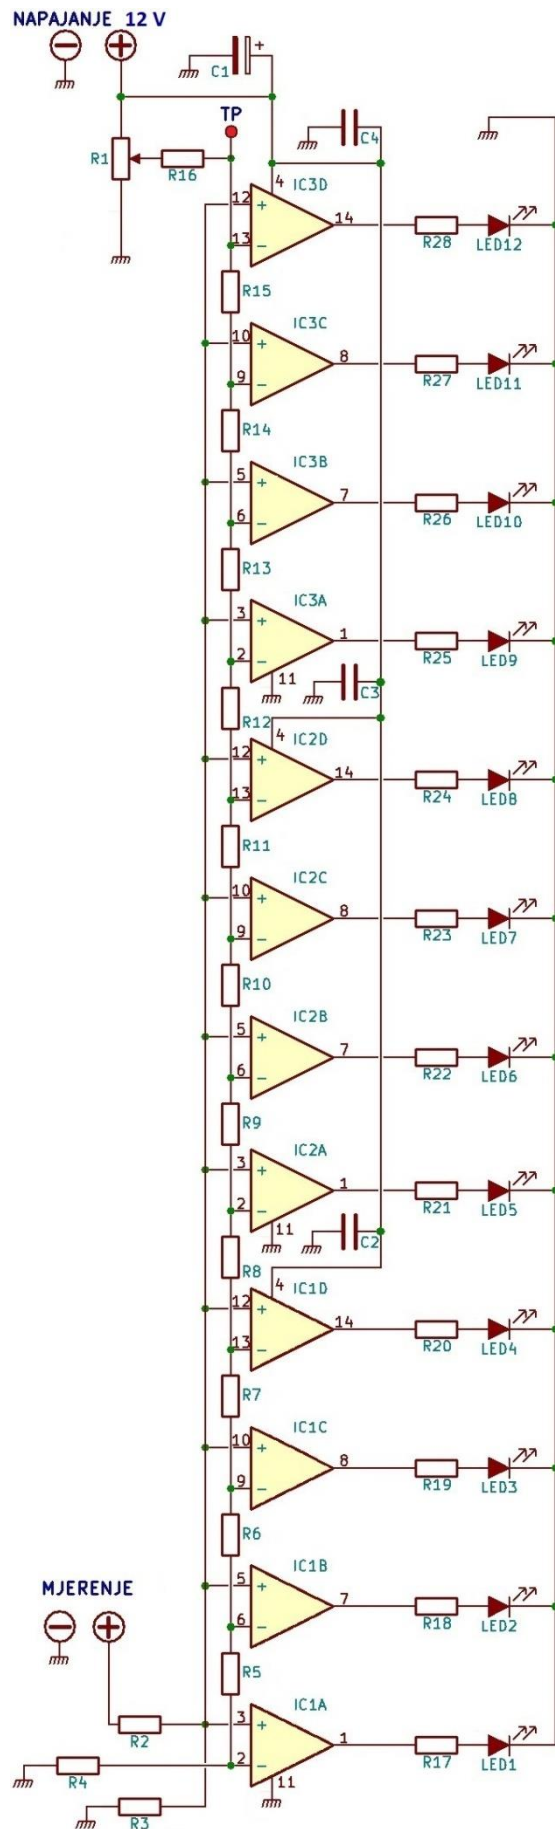 NAPAJANJE 12 V
− +
C1 +
TP
C4
R1
R16
4 IC3D
12 +
14
13 −
R28 LED12
R15
IC3C
10 +
8
9 −
R27 LED11
R14
IC3B
5 +
7
6 −
R26 LED10
R13
IC3A
3 +
1
2 −
R25 LED9
11
C3
R12
4 IC2D
12 +
14
13 −
R24 LED8
R11
IC2C
10 +
8
9 −
R23 LED7
R10
IC2B
5 +
7
6 −
R22 LED6
R9
IC2A
3 +
1
2 −
R21 LED5
11
C2
R8
4 IC1D
12 +
14
13 −
R20 LED4
R7
IC1C
10 +
8
9 −
R19 LED3
R6
IC1B
5 +
7
6 −
R18 LED2
MJERENJE
− +
R5
IC1A
3 +
R2
1
2 −
R4
R17 LED1
11
R3